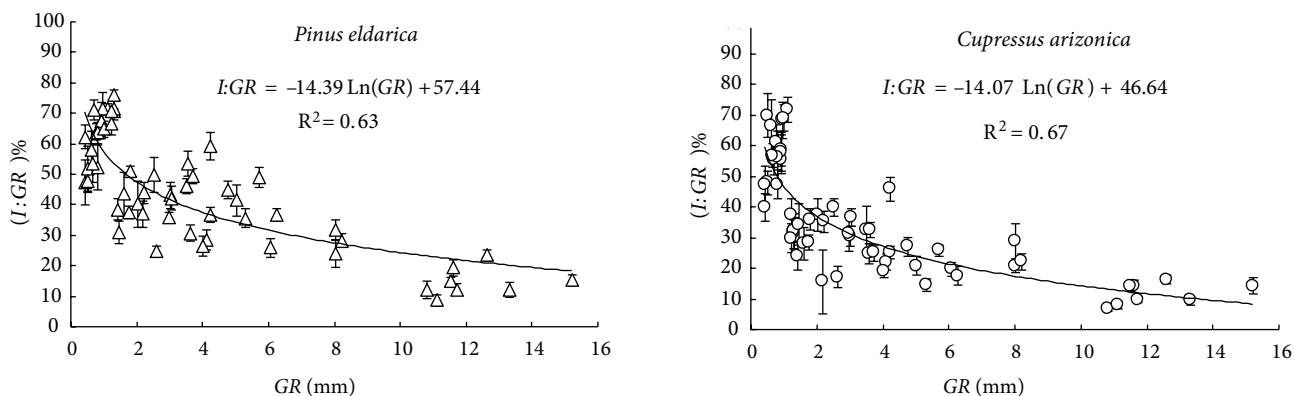 Pinus eldarica
I:GR = –14.39 Ln(GR) + 57.44
R² = 0.63
(I:GR )%
100
90
80
70
60
50
40
30
20
10
0
0 2 4 6 8 10 12 14 16
GR (mm)
Cupressus arizonica
I:GR = –14.07 Ln( GR ) + 46.64
R² = 0.67
(I:GR )%
90
80
70
60
50
40
30
20
10
0
0 2 4 6 8 10 12 14 16
GR (mm)